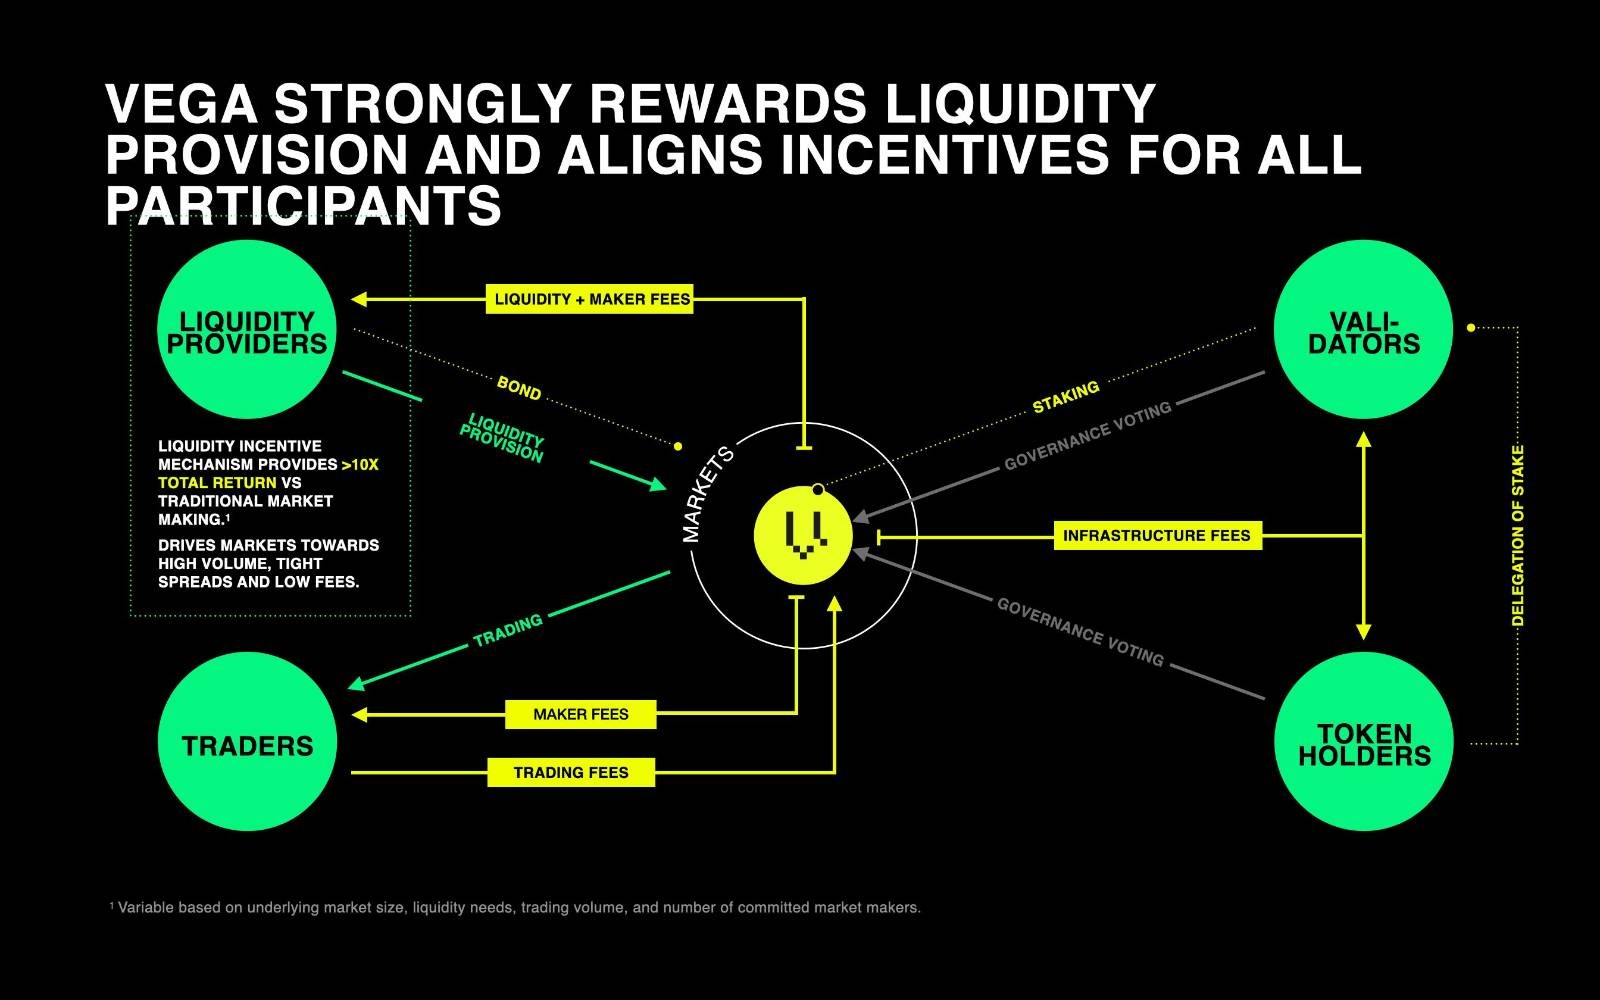 VEGA STRONGLY REWARDS LIQUIDITY
PROVISION AND ALIGNS INCENTIVES FOR ALL
PARTICIPANTS
LIQUIDITY
PROVIDERS
LIQUIDITY + MAKER FEES
VALI-
DATORS
BOND
LIQUIDITY
PROVISION
STAKING
GOVERNANCE VOTING
LIQUIDITY INCENTIVE
MECHANISM PROVIDES >10X
TOTAL RETURN VS
TRADITIONAL MARKET
MAKING.¹
DRIVES MARKETS TOWARDS
HIGH VOLUME, TIGHT
SPREADS AND LOW FEES.
MARKETS
INFRASTRUCTURE FEES
DELEGATION OF STAKE
GOVERNANCE VOTING
TRADING
TRADERS
MAKER FEES
TRADING FEES
TOKEN
HOLDERS
¹ Variable based on underlying market size, liquidity needs, trading volume, and number of committed market makers.